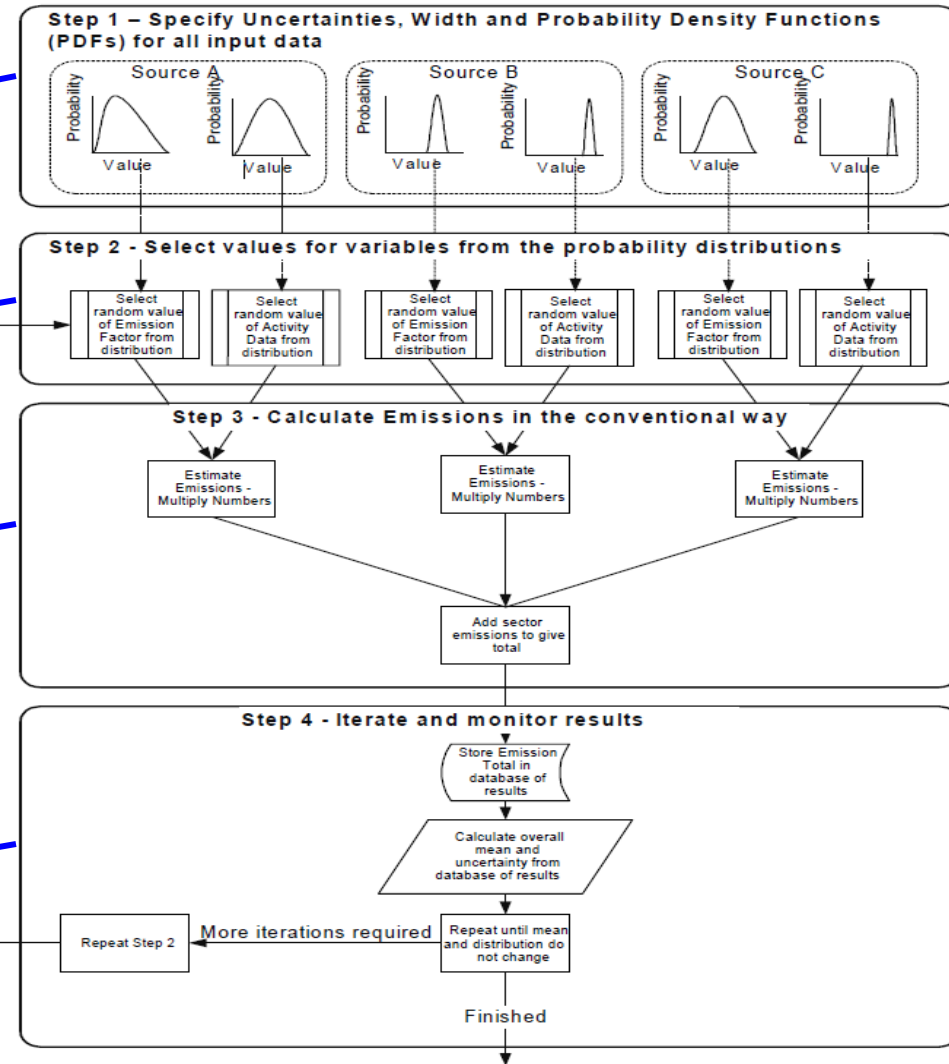 Step 1 – Specify Uncertainties, Width and Probability Density Functions
(PDFs) for all input data
Source A
Source B
Source C
Probability
Value
Probability
Value
Probability
Value
Probability
Value
Probability
Value
Probability
Value
Step 2 - Select values for variables from the probability distributions
Select
random value
of Emission
Factor from
distribution
Select
random value
of Activity
Data from
distribution
Select
random value
of Emission
Factor from
distribution
Select
random value
of Activity
Data from
distribution
Select
random value
of Emission
Factor from
distribution
Select
random value
of Activity
Data from
distribution
Step 3 - Calculate Emissions in the conventional way
Estimate
Emissions -
Multiply Numbers
Estimate
Emissions -
Multiply Numbers
Estimate
Emissions -
Multiply Numbers
Add sector
emissions to give
total
Step 4 - Iterate and monitor results
Store Emission
Total in
database of
results
Calculate overall
mean and
uncertainty from
database of results
Repeat until mean
and distribution do
not change
More iterations required
Repeat Step 2
Finished